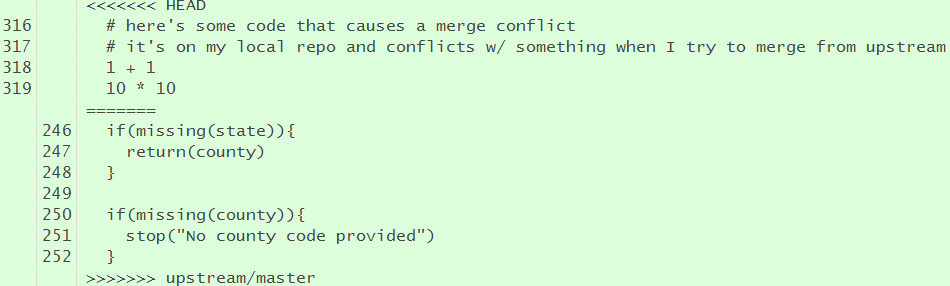 <<<<<<< HEAD
316 # here's some code that causes a merge conflict
317 # it's on my local repo and conflicts w/ something when I try to merge from upstream
318 1 + 1
319 10 * 10
=======
246 if(missing(state)){
247 return(county)
248 }
249
250 if(missing(county)){
251 stop("No county code provided")
252 }
>>>>>>> upstream/master